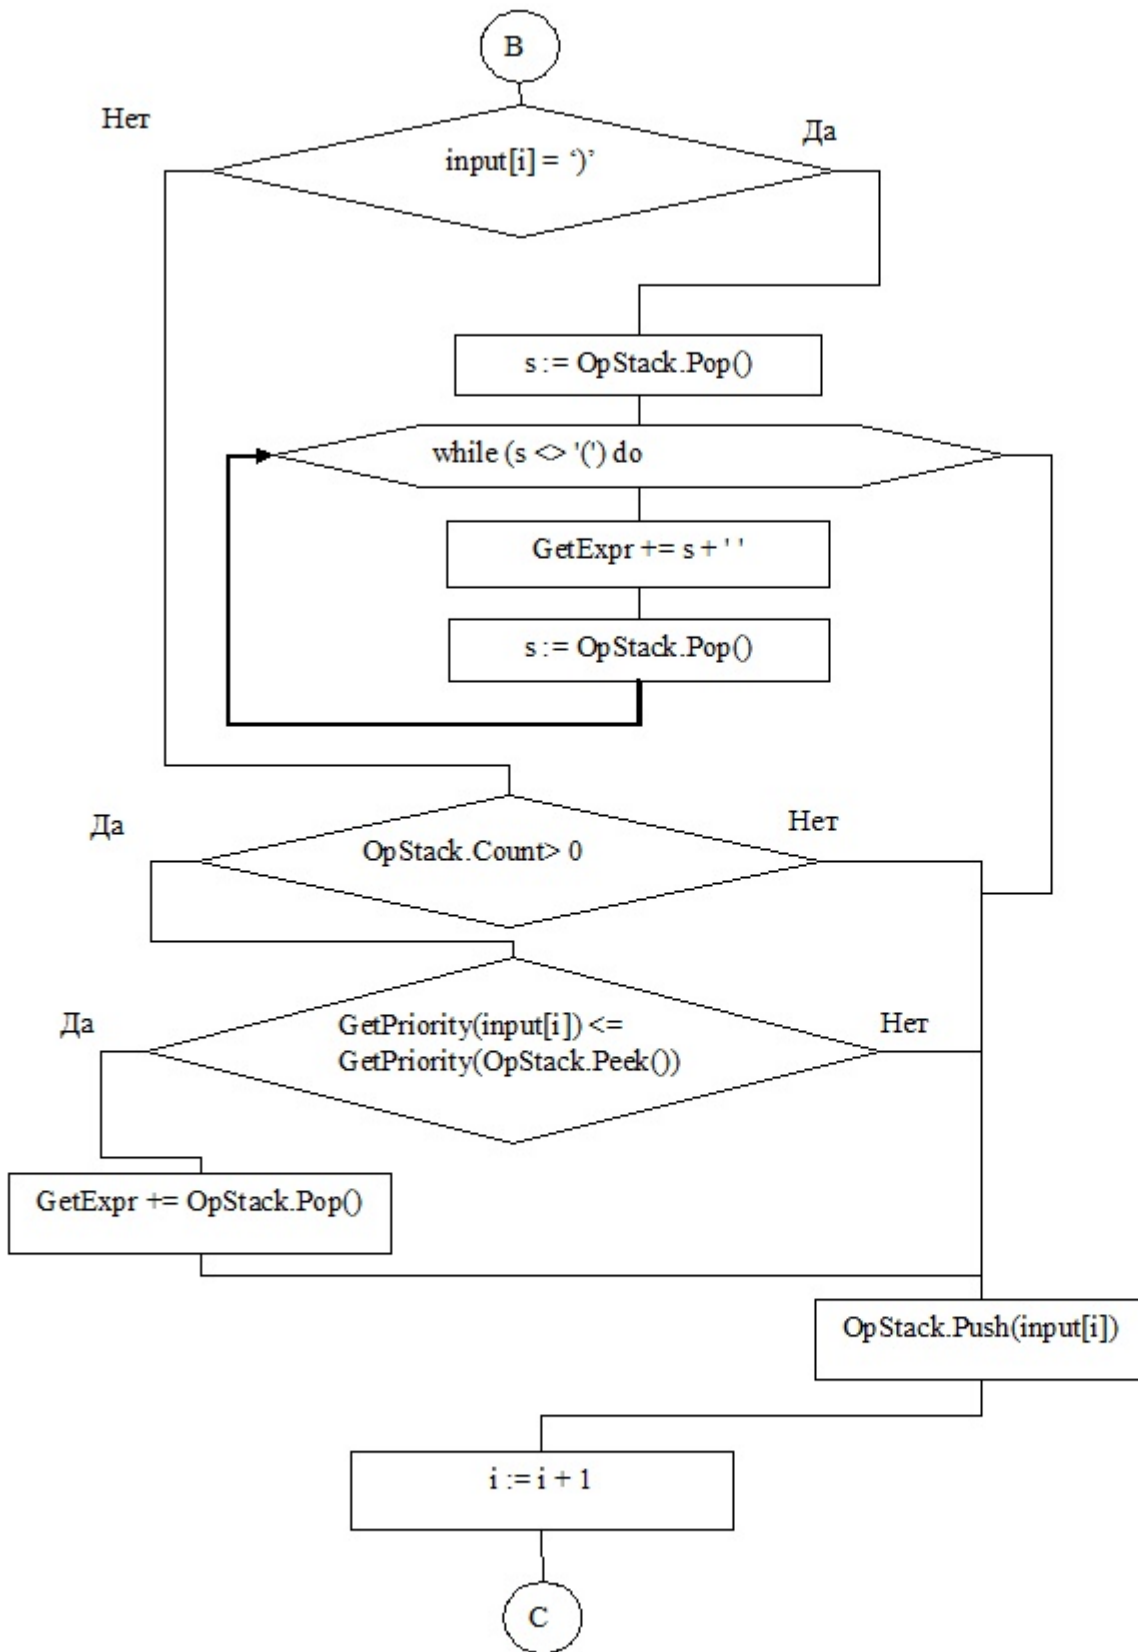 B
Нет
Да
input[i] = ‘)’
s := OpStack.Pop()
while (s <> '(') do
GetExpr += s + ' '
s := OpStack.Pop()
Да
Нет
OpStack.Count> 0
Да
Нет
GetPriority(input[i]) <=
GetPriority(OpStack.Peek())
GetExpr += OpStack.Pop()
OpStack.Push(input[i])
i := i + 1
C